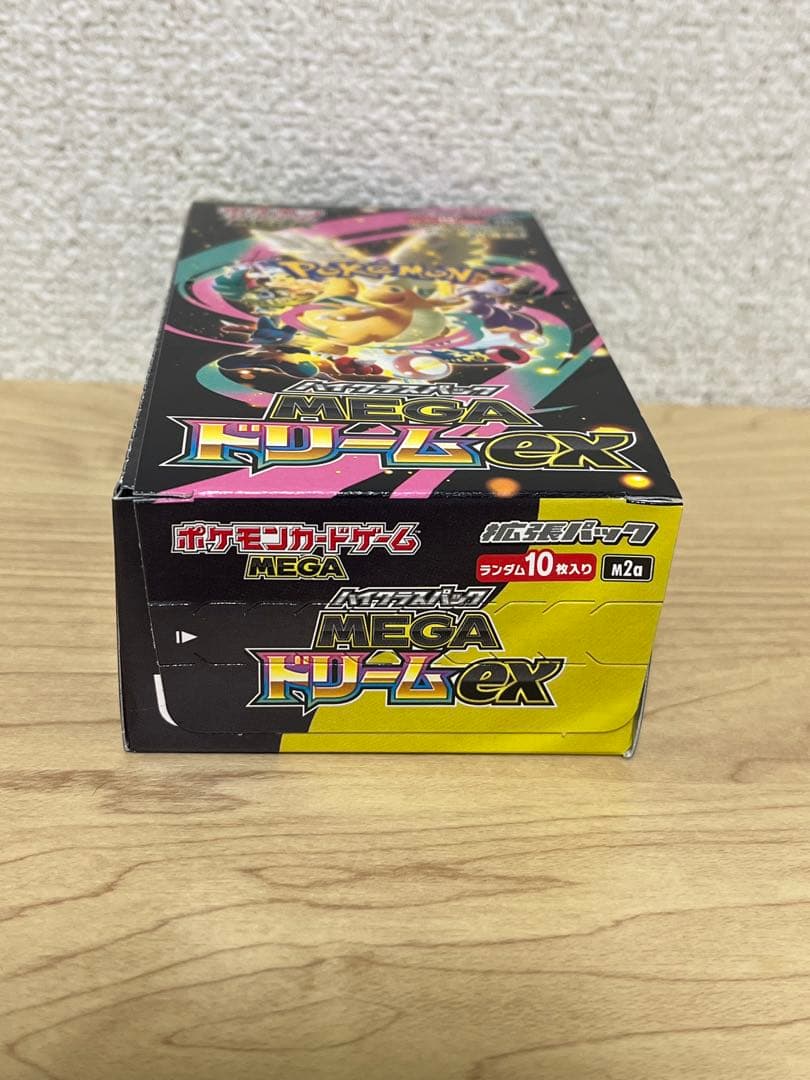 POKÉMON
ハイクラスパック
MEGA
ドリームex
ポケモンカードゲーム
MEGA
拡張パック
ランダム10枚入り
M2a
ハイクラスパック
MEGA
ドリームex